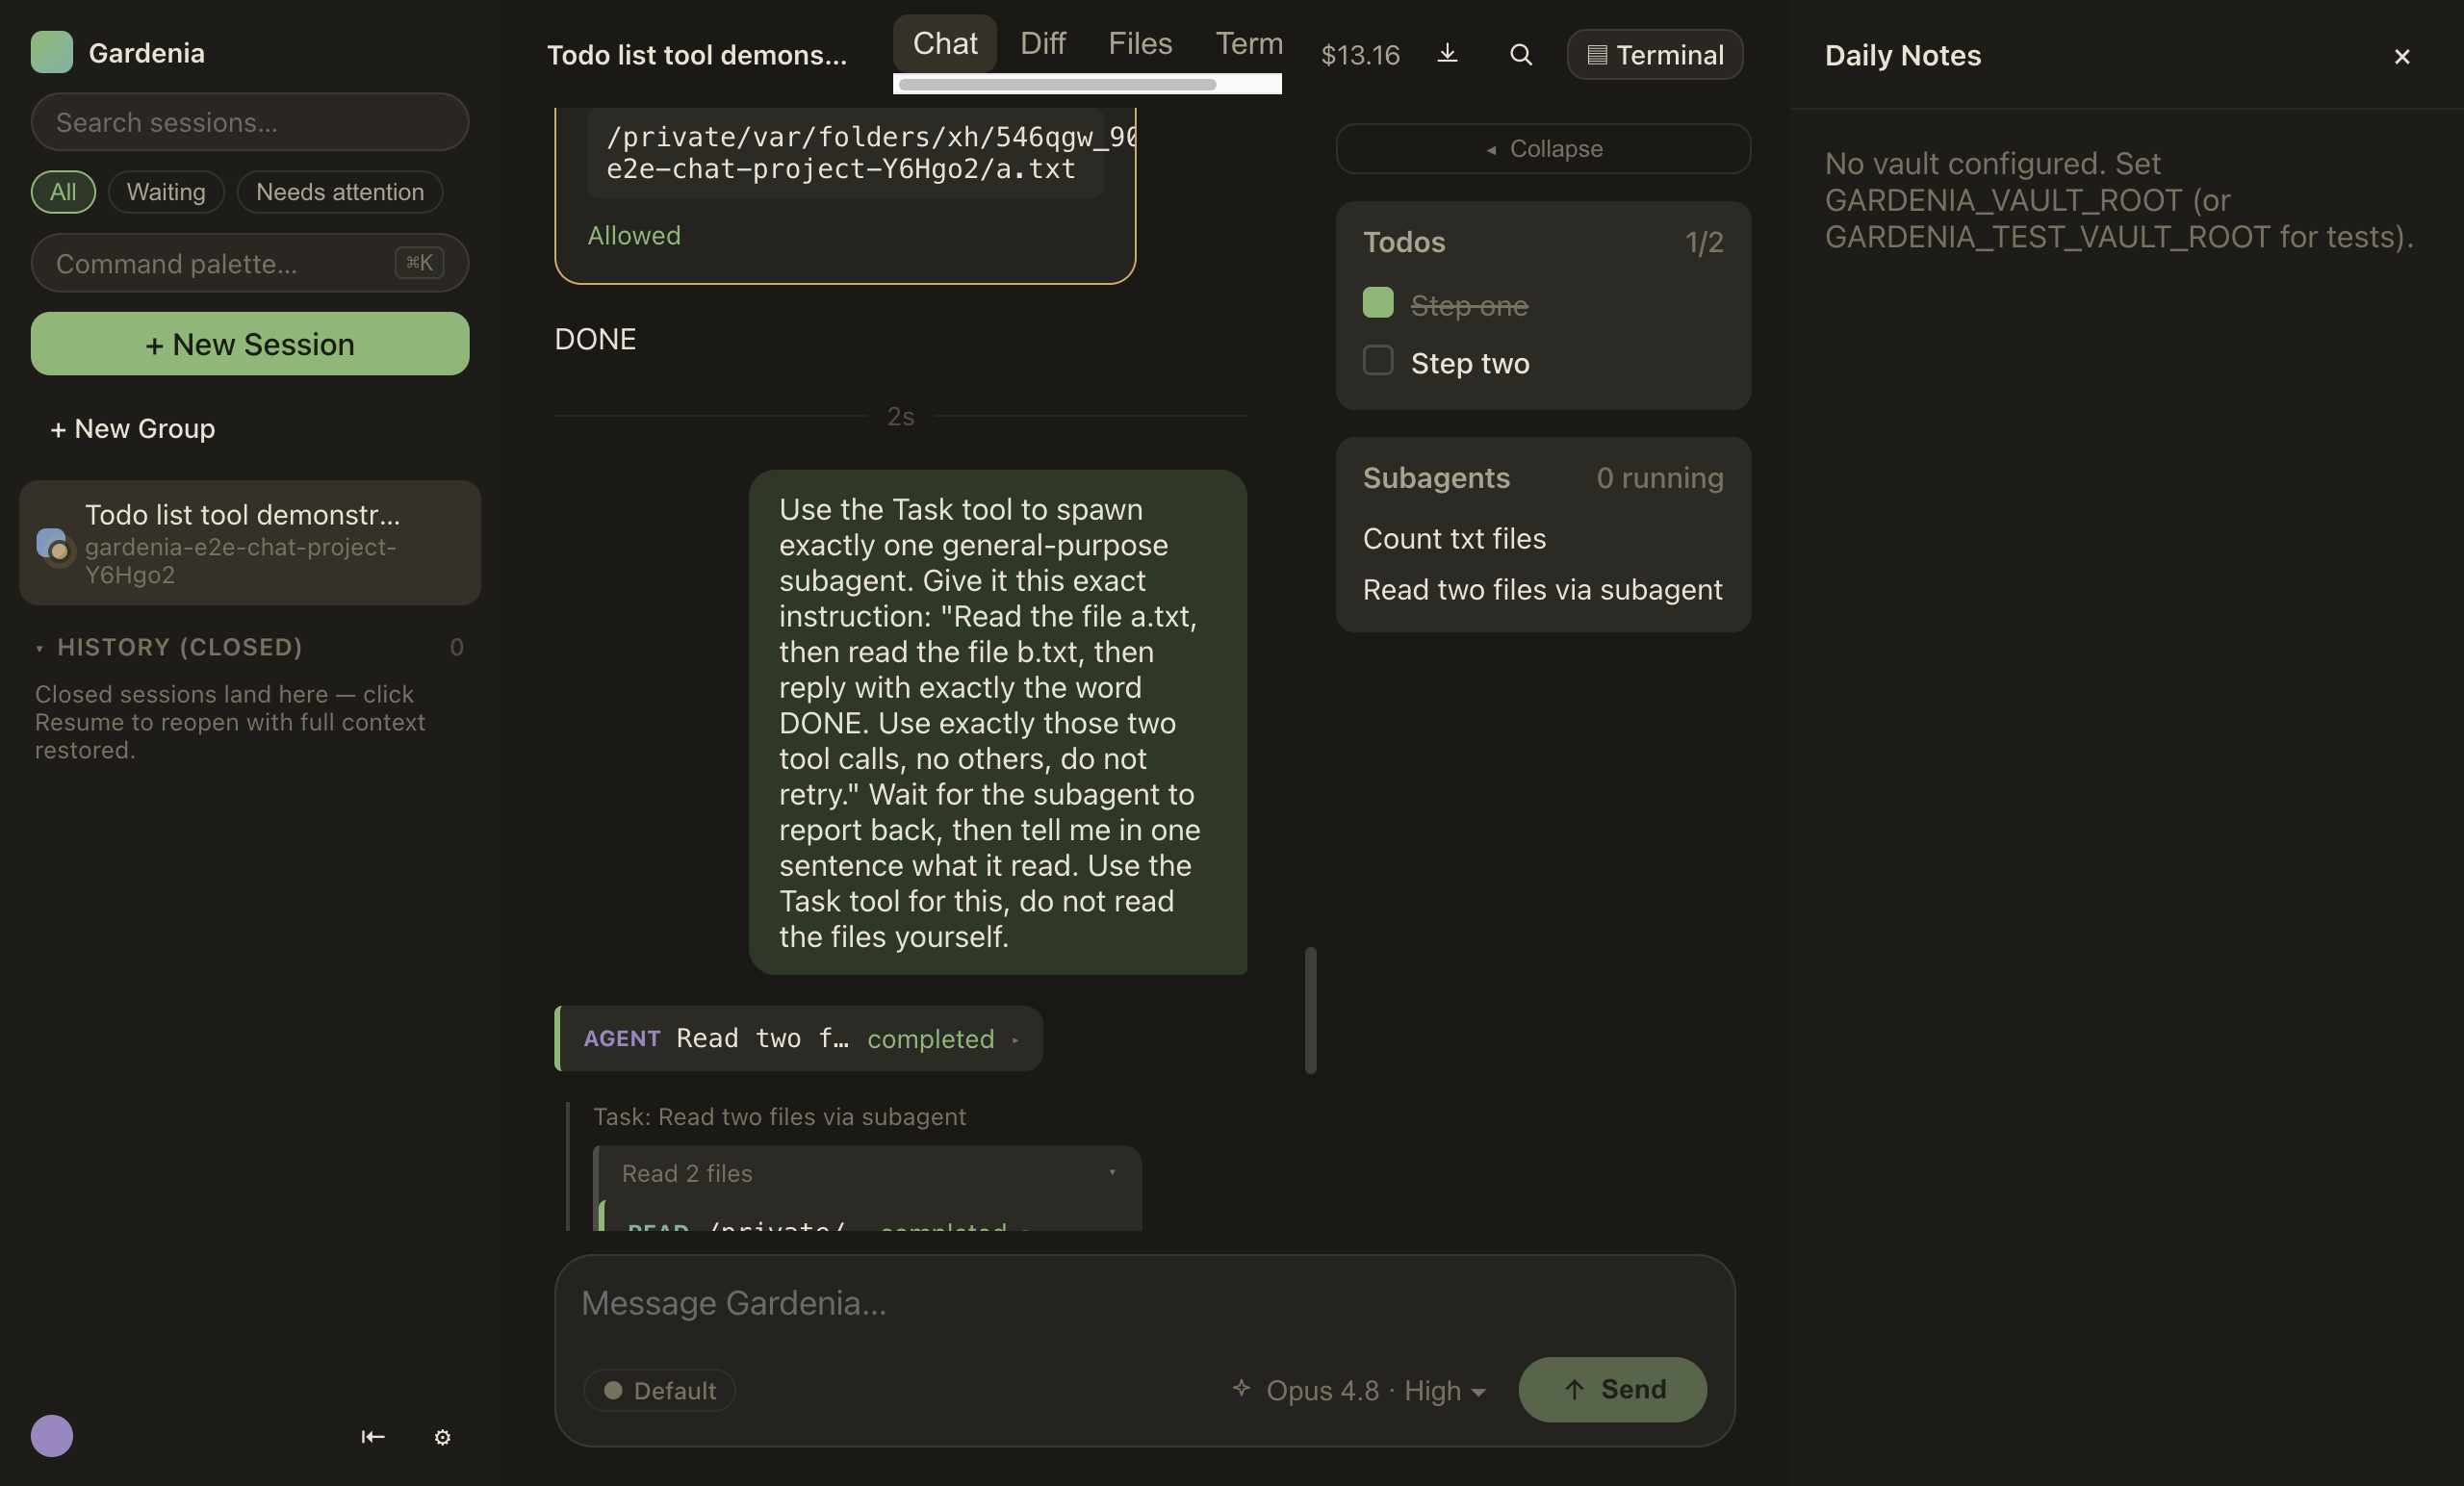 Gardenia
Search sessions...
All
Waiting
Needs attention
Command palette...
⌘K
+ New Session
+ New Group
Todo list tool demonstr...
gardenia-e2e-chat-project-
Y6Hgo2
HISTORY (CLOSED)
0
Closed sessions land here — click
Resume to reopen with full context
restored.
Todo list tool demons...
Chat
Diff
Files
Term
$13.16
Terminal
/private/var/folders/xh/546qgw_90
e2e-chat-project-Y6Hgo2/a.txt
Allowed
DONE
2s
Use the Task tool to spawn
exactly one general-purpose
subagent. Give it this exact
instruction: "Read the file a.txt,
then read the file b.txt, then
reply with exactly the word
DONE. Use exactly those two
tool calls, no others, do not
retry." Wait for the subagent to
report back, then tell me in one
sentence what it read. Use the
Task tool for this, do not read
the files yourself.
AGENT Read two f… completed
Task: Read two files via subagent
Read 2 files
READ /private/… completed
Message Gardenia...
Default
Opus 4.8 · High
Send
Collapse
Todos
1/2
Step one
Step two
Subagents
0 running
Count txt files
Read two files via subagent
Daily Notes
No vault configured. Set
GARDENIA_VAULT_ROOT (or
GARDENIA_TEST_VAULT_ROOT for tests).